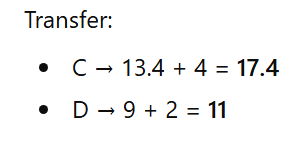 Transfer:
• C → 13.4 + 4 = 17.4
• D → 9 + 2 = 11